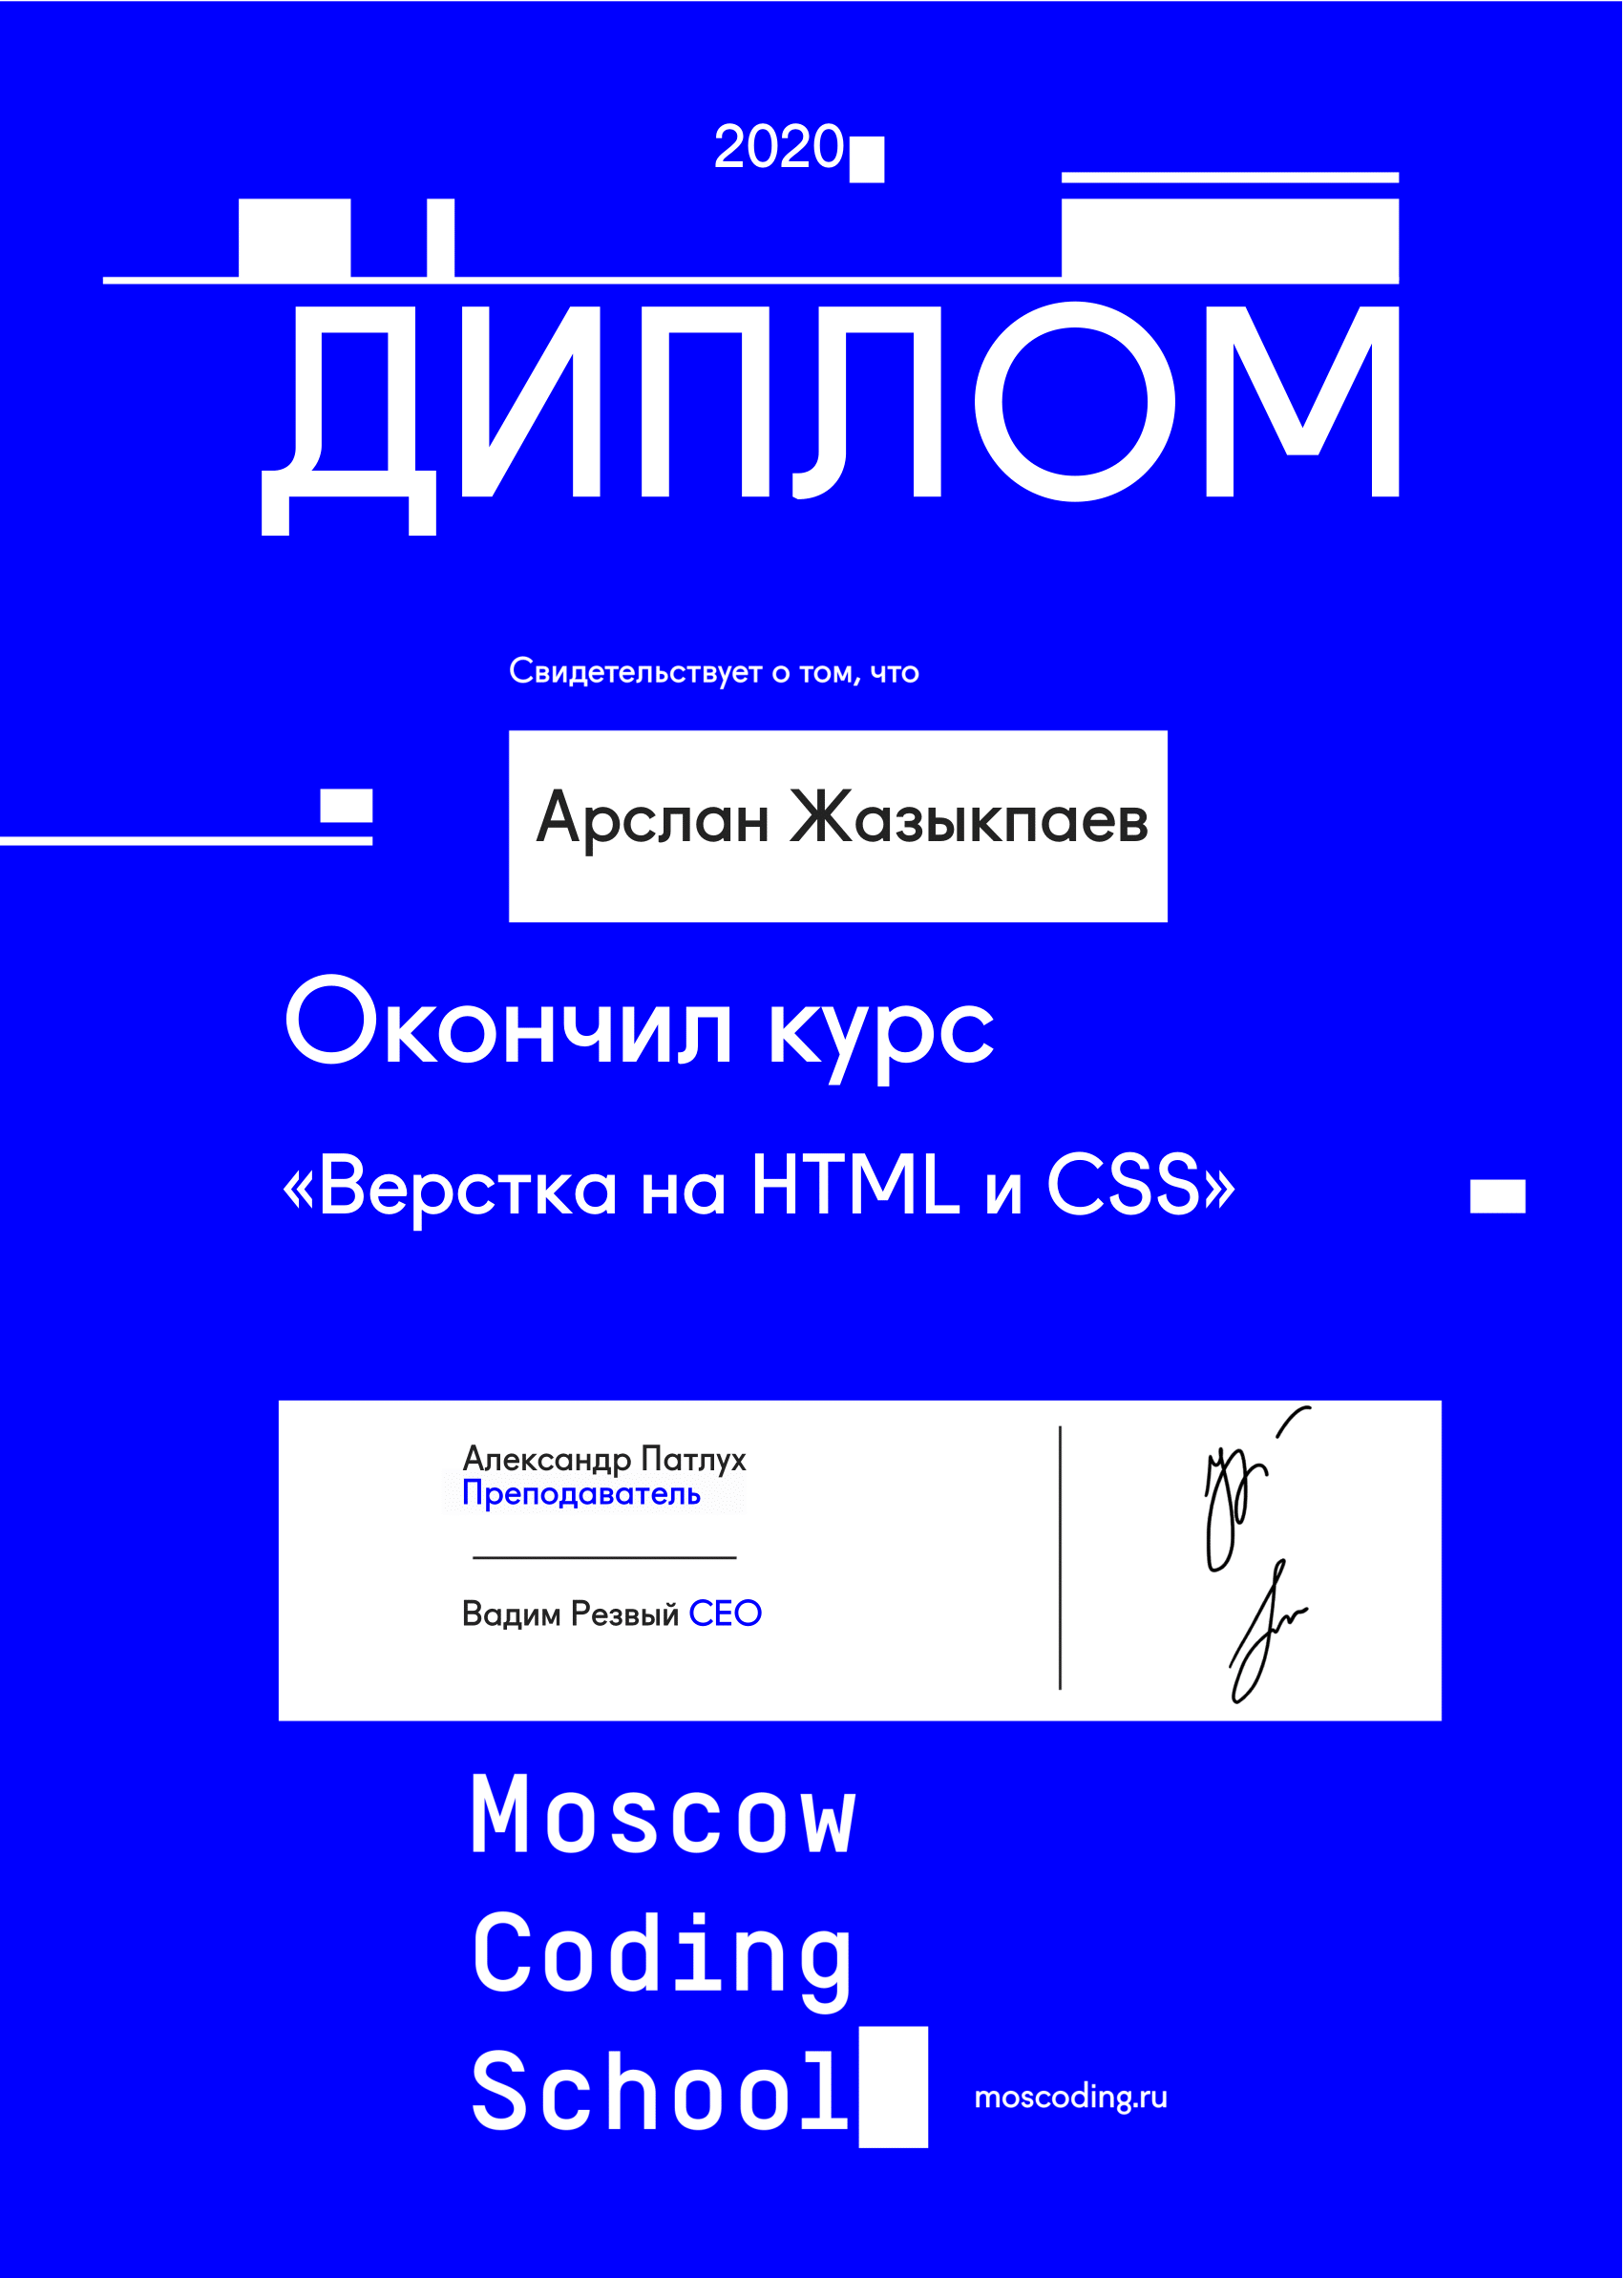 2020
ДИПЛОМ
Свидетельствует о том, что
Арслан Жазыкпаев
Окончил курс
«Верстка на HTML и CSS»
Александр Патлух
Преподаватель
Вадим Резвый CEO
Moscow
Coding
School
moscoding.ru